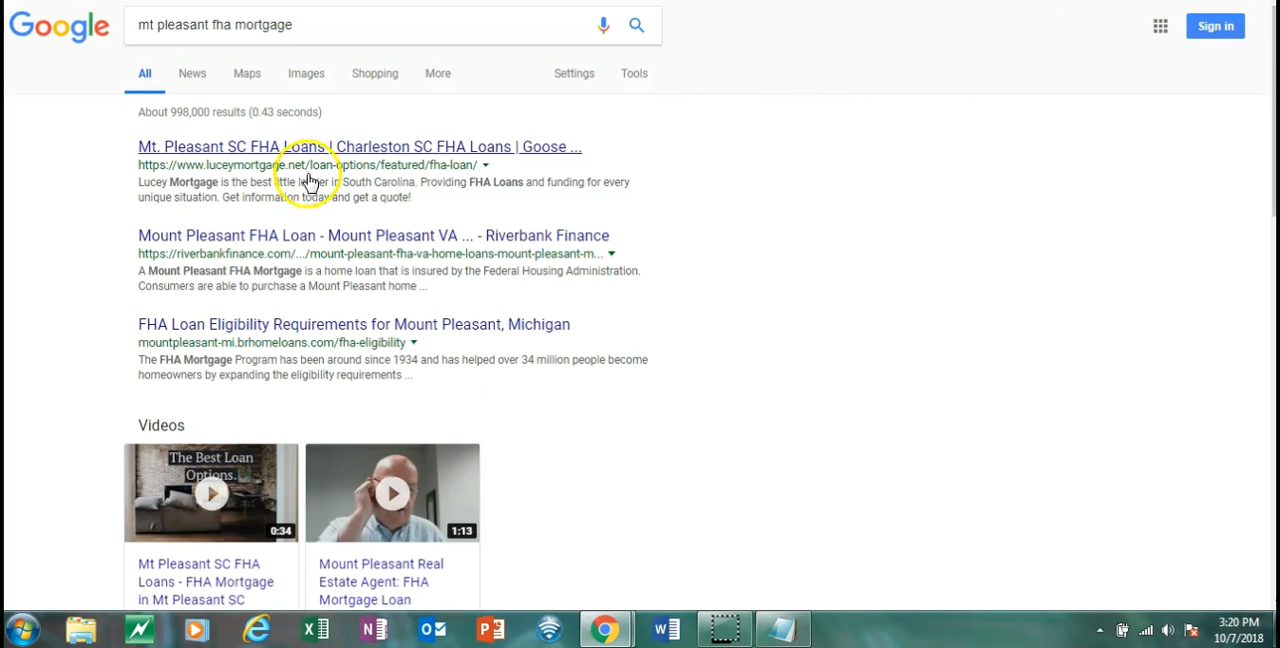 Google
mt pleasant fha mortgage
Sign in
All News Maps Images Shopping More Settings Tools
About 998,000 results (0.43 seconds)
Mt. Pleasant SC FHA Loans | Charleston SC FHA Loans | Goose ...
https://www.luceymortgage.net/loan-options/featured/fha-loan/
Lucey Mortgage is the best little lender in South Carolina. Providing FHA Loans and funding for every
unique situation. Get information today and get a quote!
Mount Pleasant FHA Loan - Mount Pleasant VA ... - Riverbank Finance
https://riverbankfinance.com/.../mount-pleasant-fha-va-home-loans-mount-pleasant-m...
A Mount Pleasant FHA Mortgage is a home loan that is insured by the Federal Housing Administration.
Consumers are able to purchase a Mount Pleasant home ...
FHA Loan Eligibility Requirements for Mount Pleasant, Michigan
mountpleasant-mi.brhomeloans.com/fha-eligibility
The FHA Mortgage Program has been around since 1934 and has helped over 34 million people become
homeowners by expanding the eligibility requirements ...
Videos
The Best Loan
Options.
0:34
1:13
Mt Pleasant SC FHA
Loans - FHA Mortgage
in Mt Pleasant SC
Mount Pleasant Real
Estate Agent: FHA
Mortgage Loan
3:20 PM
10/7/2018